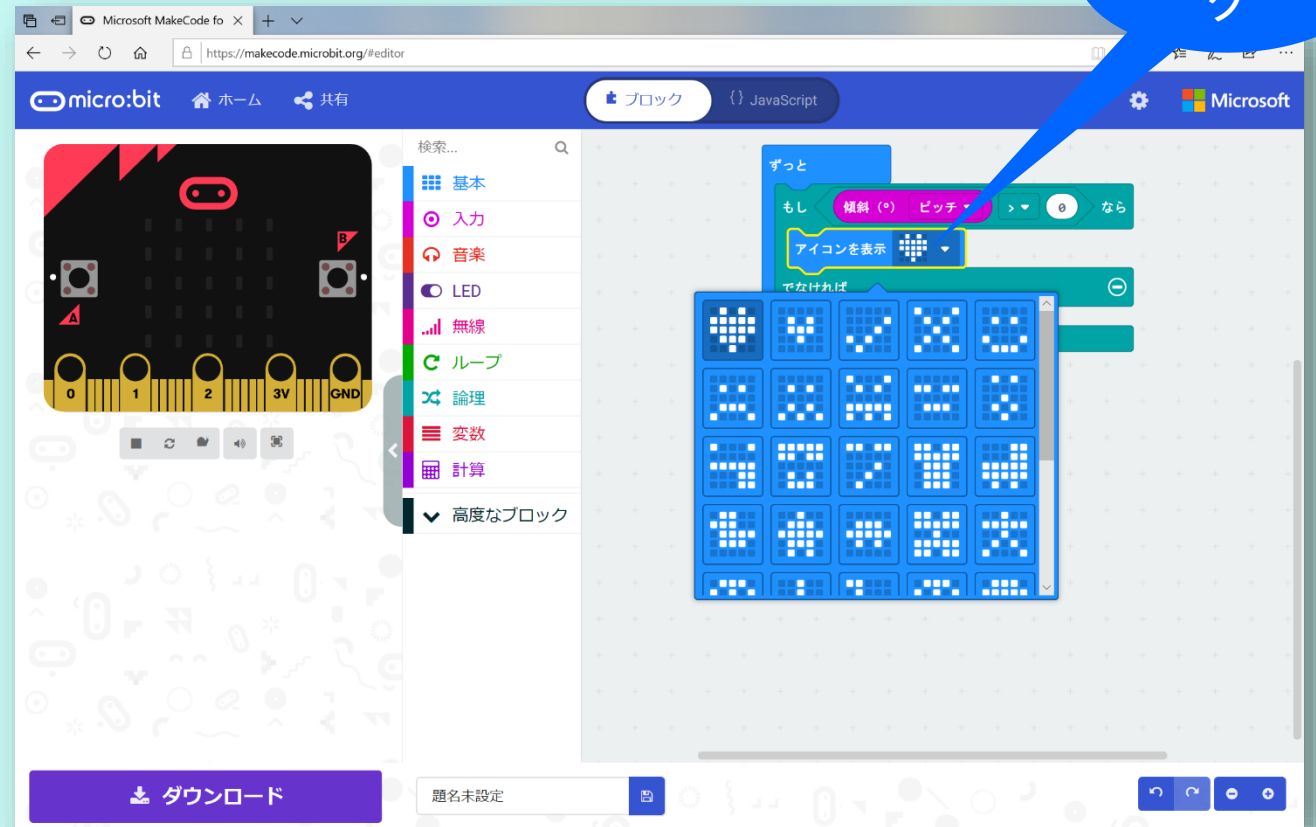 ク
Microsoft MakeCode fo
https://makecode.microbit.org/#editor
micro:bit ホーム 共有 ブロック {} JavaScript Microsoft
検索...
基本
入力
音楽
LED
無線
ループ
論理
変数
計算
高度なブロック
ずっと
もし 傾斜 (°) ピッチ > 0 なら
アイコンを表示
でなければ
B
A
0 1 2 3V GND
ダウンロード
題名未設定